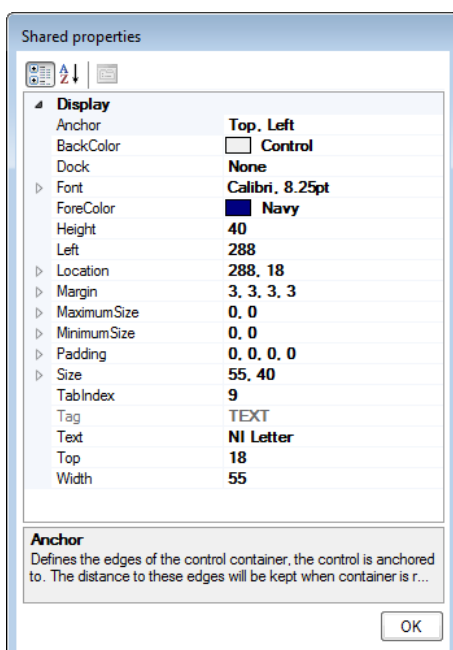 Shared properties
A
Z
Display
Anchor Top, Left
BackColor Control
Dock None
Font Calibri, 8.25pt
ForeColor Navy
Height 40
Left 288
Location 288, 18
Margin 3, 3, 3, 3
MaximumSize 0, 0
MinimumSize 0, 0
Padding 0, 0, 0, 0
Size 55, 40
TabIndex 9
Tag TEXT
Text NI Letter
Top 18
Width 55
Anchor
Defines the edges of the control container, the control is anchored
to. The distance to these edges will be kept when container is r...
OK